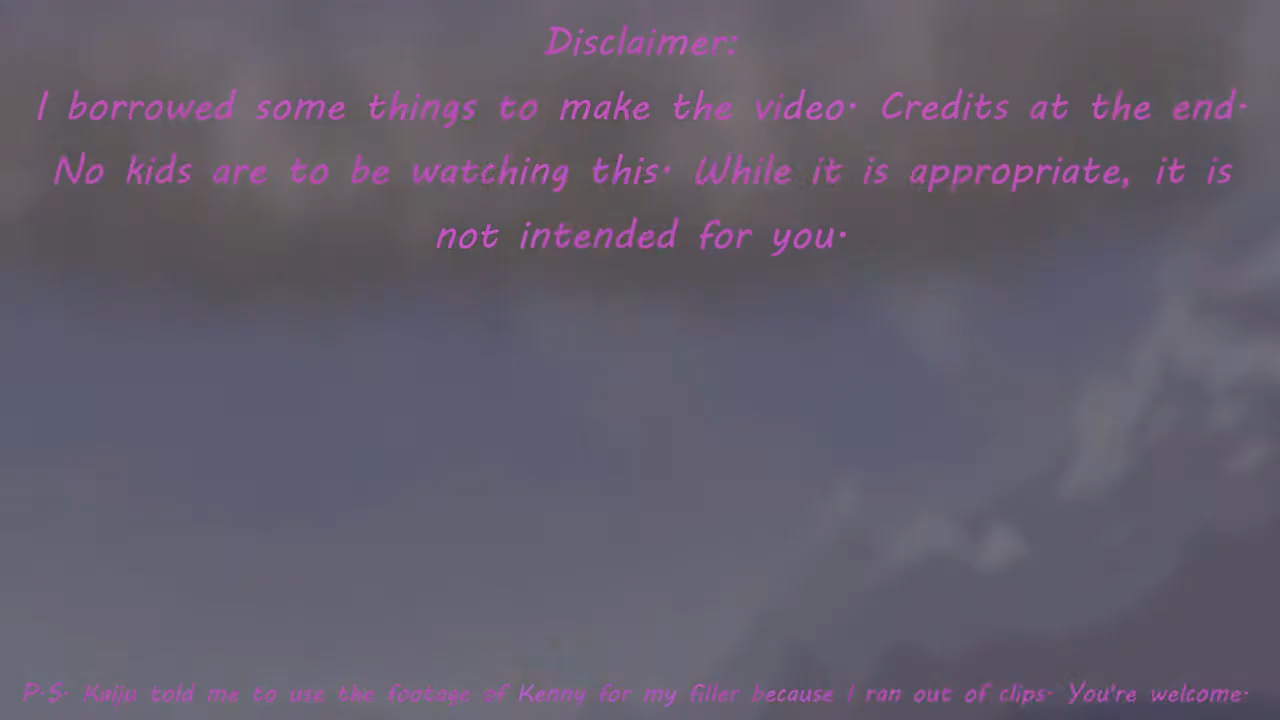 Disclaimer:
I borrowed some things to make the video. Credits at the end.
No kids are to be watching this. While it is appropriate, it is
not intended for you.
P.S. Kaiju told me to use the footage of Kenny for my filler because I ran out of clips. You're welcome.